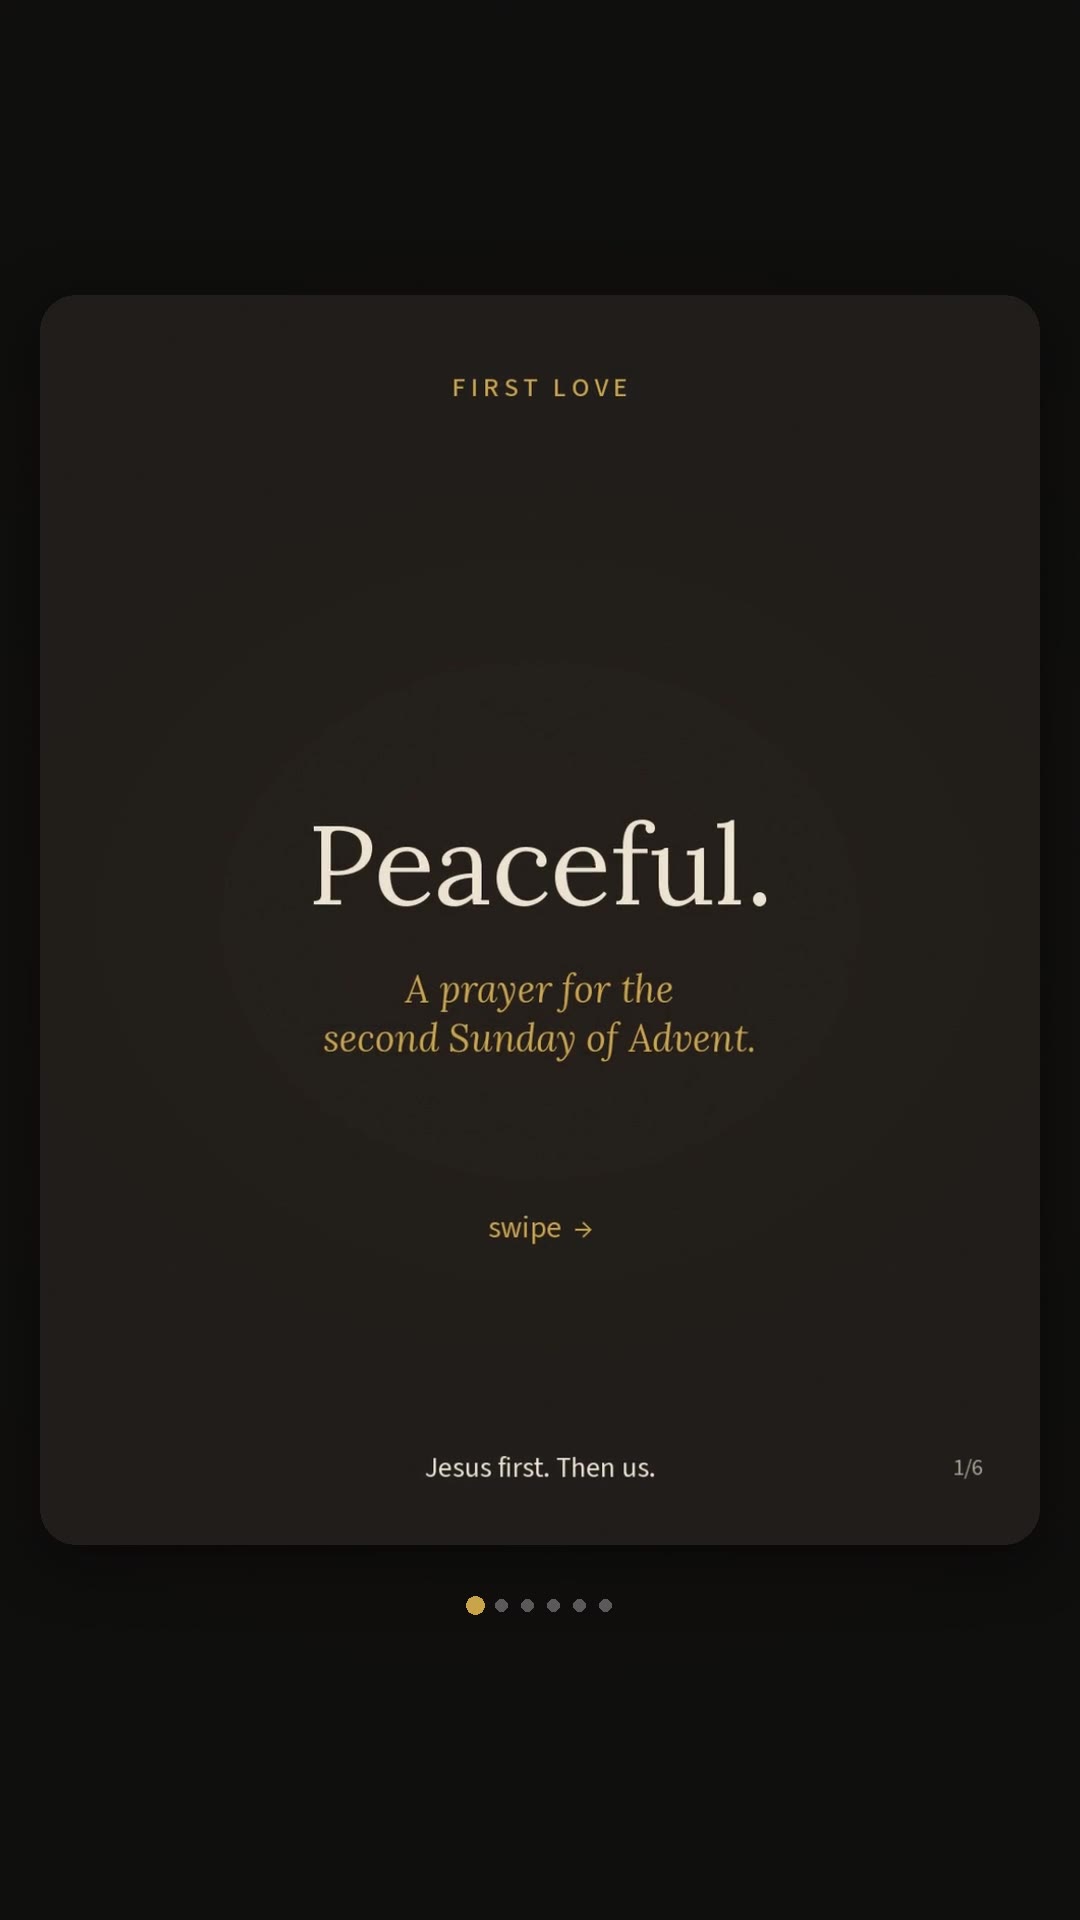 FIRST LOVE
Peaceful.
A prayer for the
second Sunday of Advent.
swipe →
Jesus first. Then us.
1/6